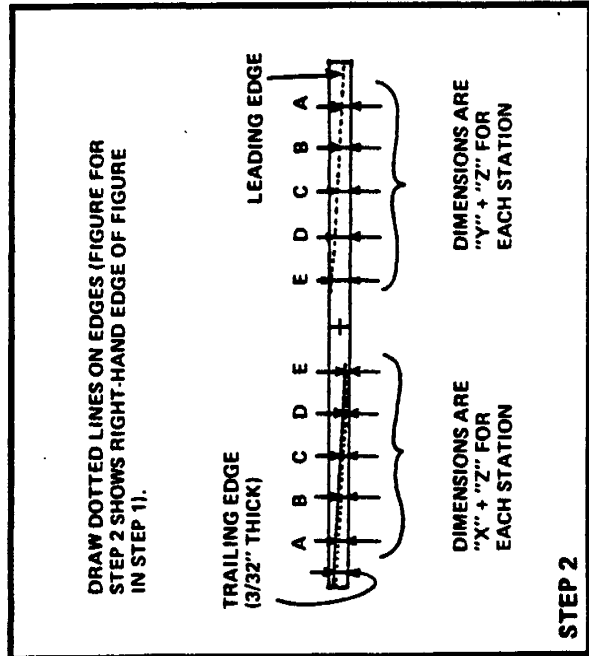 DRAW DOTTED LINES ON EDGES (FIGURE FOR
STEP 2 SHOWS RIGHT-HAND EDGE OF FIGURE
IN STEP 1).
TRAILING EDGE
(3/32" THICK)
A B C D E
E D C B A
LEADING EDGE
DIMENSIONS ARE
"X" + "Z" FOR
EACH STATION
DIMENSIONS ARE
"Y" + "Z" FOR
EACH STATION
STEP 2